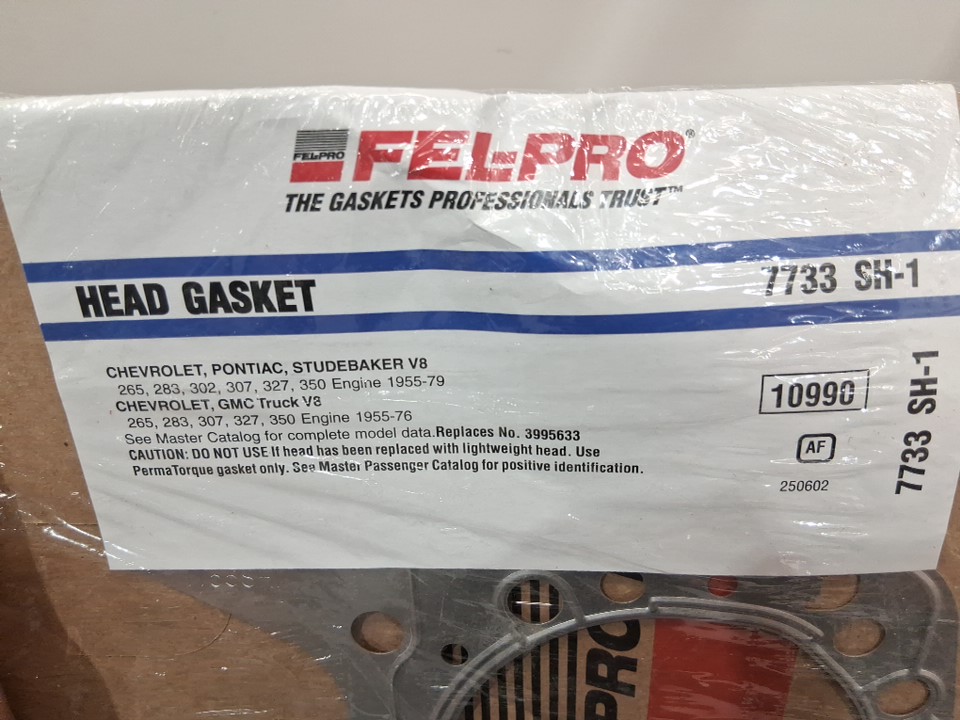 FEL-PRO
FEL-PRO®
THE GASKETS PROFESSIONALS TRUST™
HEAD GASKET
7733 SH-1
CHEVROLET, PONTIAC, STUDEBAKER V8
265, 283, 302, 307, 327, 350 Engine 1955-79
CHEVROLET, GMC Truck V8
265, 283, 307, 327, 350 Engine 1955-76
See Master Catalog for complete model data. Replaces No. 3995633
CAUTION: DO NOT USE If head has been replaced with lightweight head. Use
PermaTorque gasket only. See Master Passenger Catalog for positive identification.
10990
AF
250602
7733 SH-1
PRO